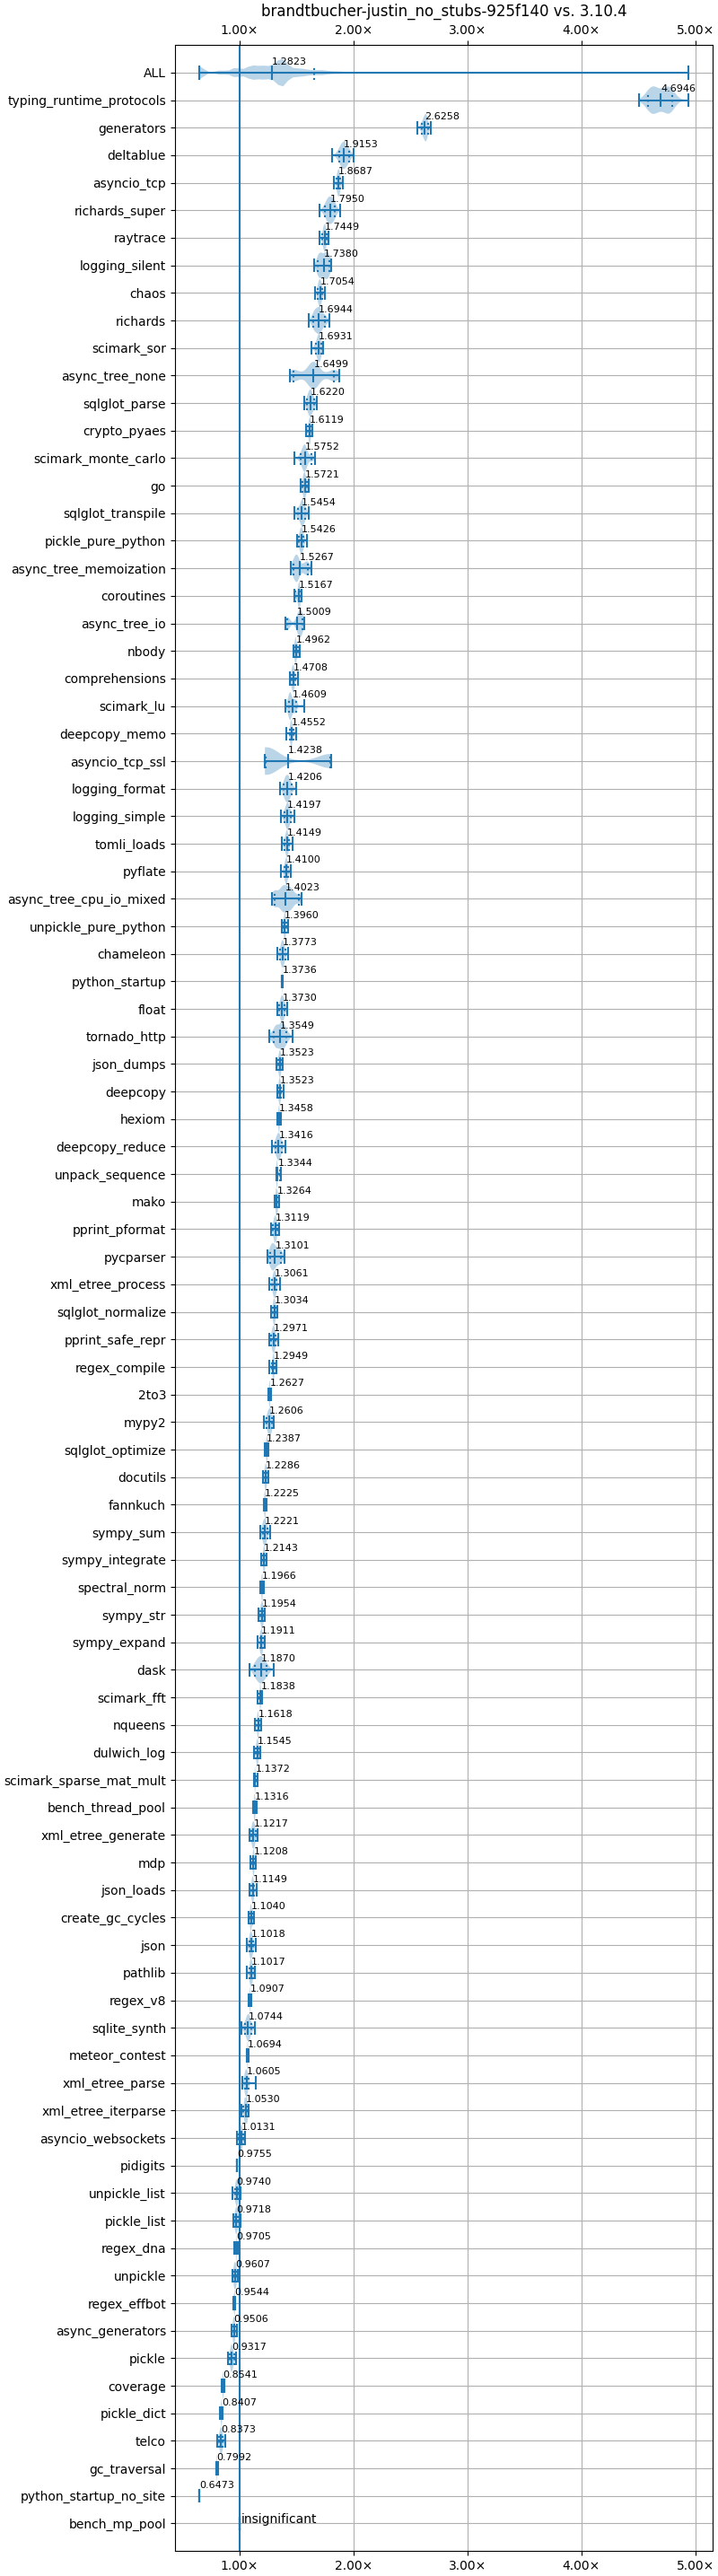 brandtbucher-justin_no_stubs-925f140 vs. 3.10.4
1.00× 2.00× 3.00× 4.00× 5.00×
ALL 1.2823
typing_runtime_protocols 4.6946
generators 2.6258
deltablue 1.9153
asyncio_tcp 1.8687
richards_super 1.7950
raytrace 1.7449
logging_silent 1.7380
chaos 1.7054
richards 1.6944
scimark_sor 1.6931
async_tree_none 1.6499
sqlglot_parse 1.6220
crypto_pyaes 1.6119
scimark_monte_carlo 1.5752
go 1.5721
sqlglot_transpile 1.5454
pickle_pure_python 1.5426
async_tree_memoization 1.5267
coroutines 1.5167
async_tree_io 1.5009
nbody 1.4962
comprehensions 1.4708
scimark_lu 1.4609
deepcopy_memo 1.4552
asyncio_tcp_ssl 1.4238
logging_format 1.4206
logging_simple 1.4197
tomli_loads 1.4149
pyflate 1.4100
async_tree_cpu_io_mixed 1.4023
unpickle_pure_python 1.3960
chameleon 1.3773
python_startup 1.3736
float 1.3730
tornado_http 1.3549
json_dumps 1.3523
deepcopy 1.3523
hexiom 1.3458
deepcopy_reduce 1.3416
unpack_sequence 1.3344
mako 1.3264
pprint_pformat 1.3119
pycparser 1.3101
xml_etree_process 1.3061
sqlglot_normalize 1.3034
pprint_safe_repr 1.2971
regex_compile 1.2949
2to3 1.2627
mypy2 1.2606
sqlglot_optimize 1.2387
docutils 1.2286
fannkuch 1.2225
sympy_sum 1.2221
sympy_integrate 1.2143
spectral_norm 1.1966
sympy_str 1.1954
sympy_expand 1.1911
dask 1.1870
scimark_fft 1.1838
nqueens 1.1618
dulwich_log 1.1545
scimark_sparse_mat_mult 1.1372
bench_thread_pool 1.1316
xml_etree_generate 1.1217
mdp 1.1208
json_loads 1.1149
create_gc_cycles 1.1040
json 1.1018
pathlib 1.1017
regex_v8 1.0907
sqlite_synth 1.0744
meteor_contest 1.0694
xml_etree_parse 1.0605
xml_etree_iterparse 1.0530
asyncio_websockets 1.0131
pidigits 0.9755
unpickle_list 0.9740
pickle_list 0.9718
regex_dna 0.9705
unpickle 0.9607
regex_effbot 0.9544
async_generators 0.9506
pickle 0.9317
coverage 0.8541
pickle_dict 0.8407
telco 0.8373
gc_traversal 0.7992
python_startup_no_site 0.6473
bench_mp_pool insignificant
1.00× 2.00× 3.00× 4.00× 5.00×